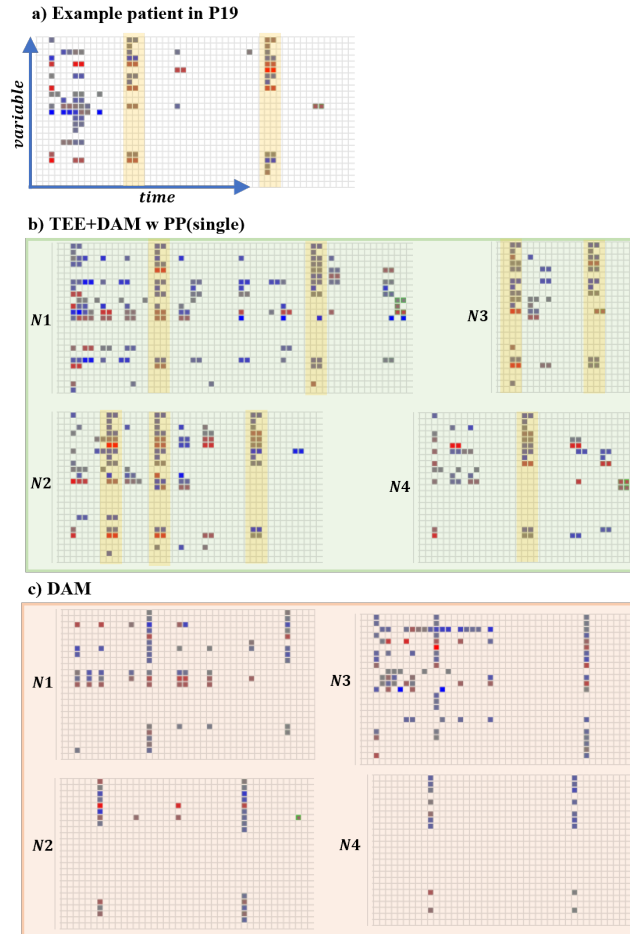 a) Example patient in P19
variable
time
b) TEE+DAM w PP(single)
N1
N3
N2
N4
c) DAM
N1
N3
N2
N4